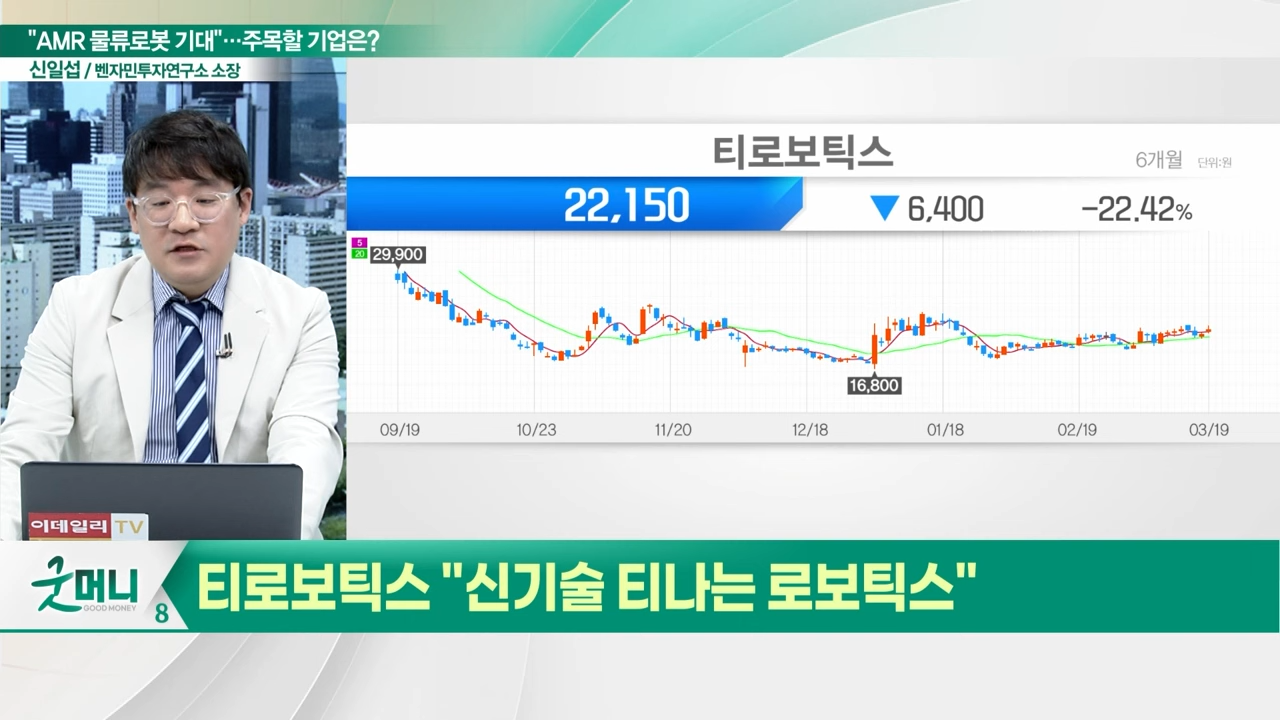 "AMR 물류로봇 기대"…주목할 기업은?
신일섭 / 벤자민투자연구소 소장
티로보틱스
6개월 단위:원
22,150 ▼ 6,400 -22.42%
5
20
29,900
16,800
09/19 10/23 11/20 12/18 01/18 02/19 03/19
이데일리 TV
굿머니
GOOD MONEY
8
티로보틱스 "신기술 티나는 로보틱스"